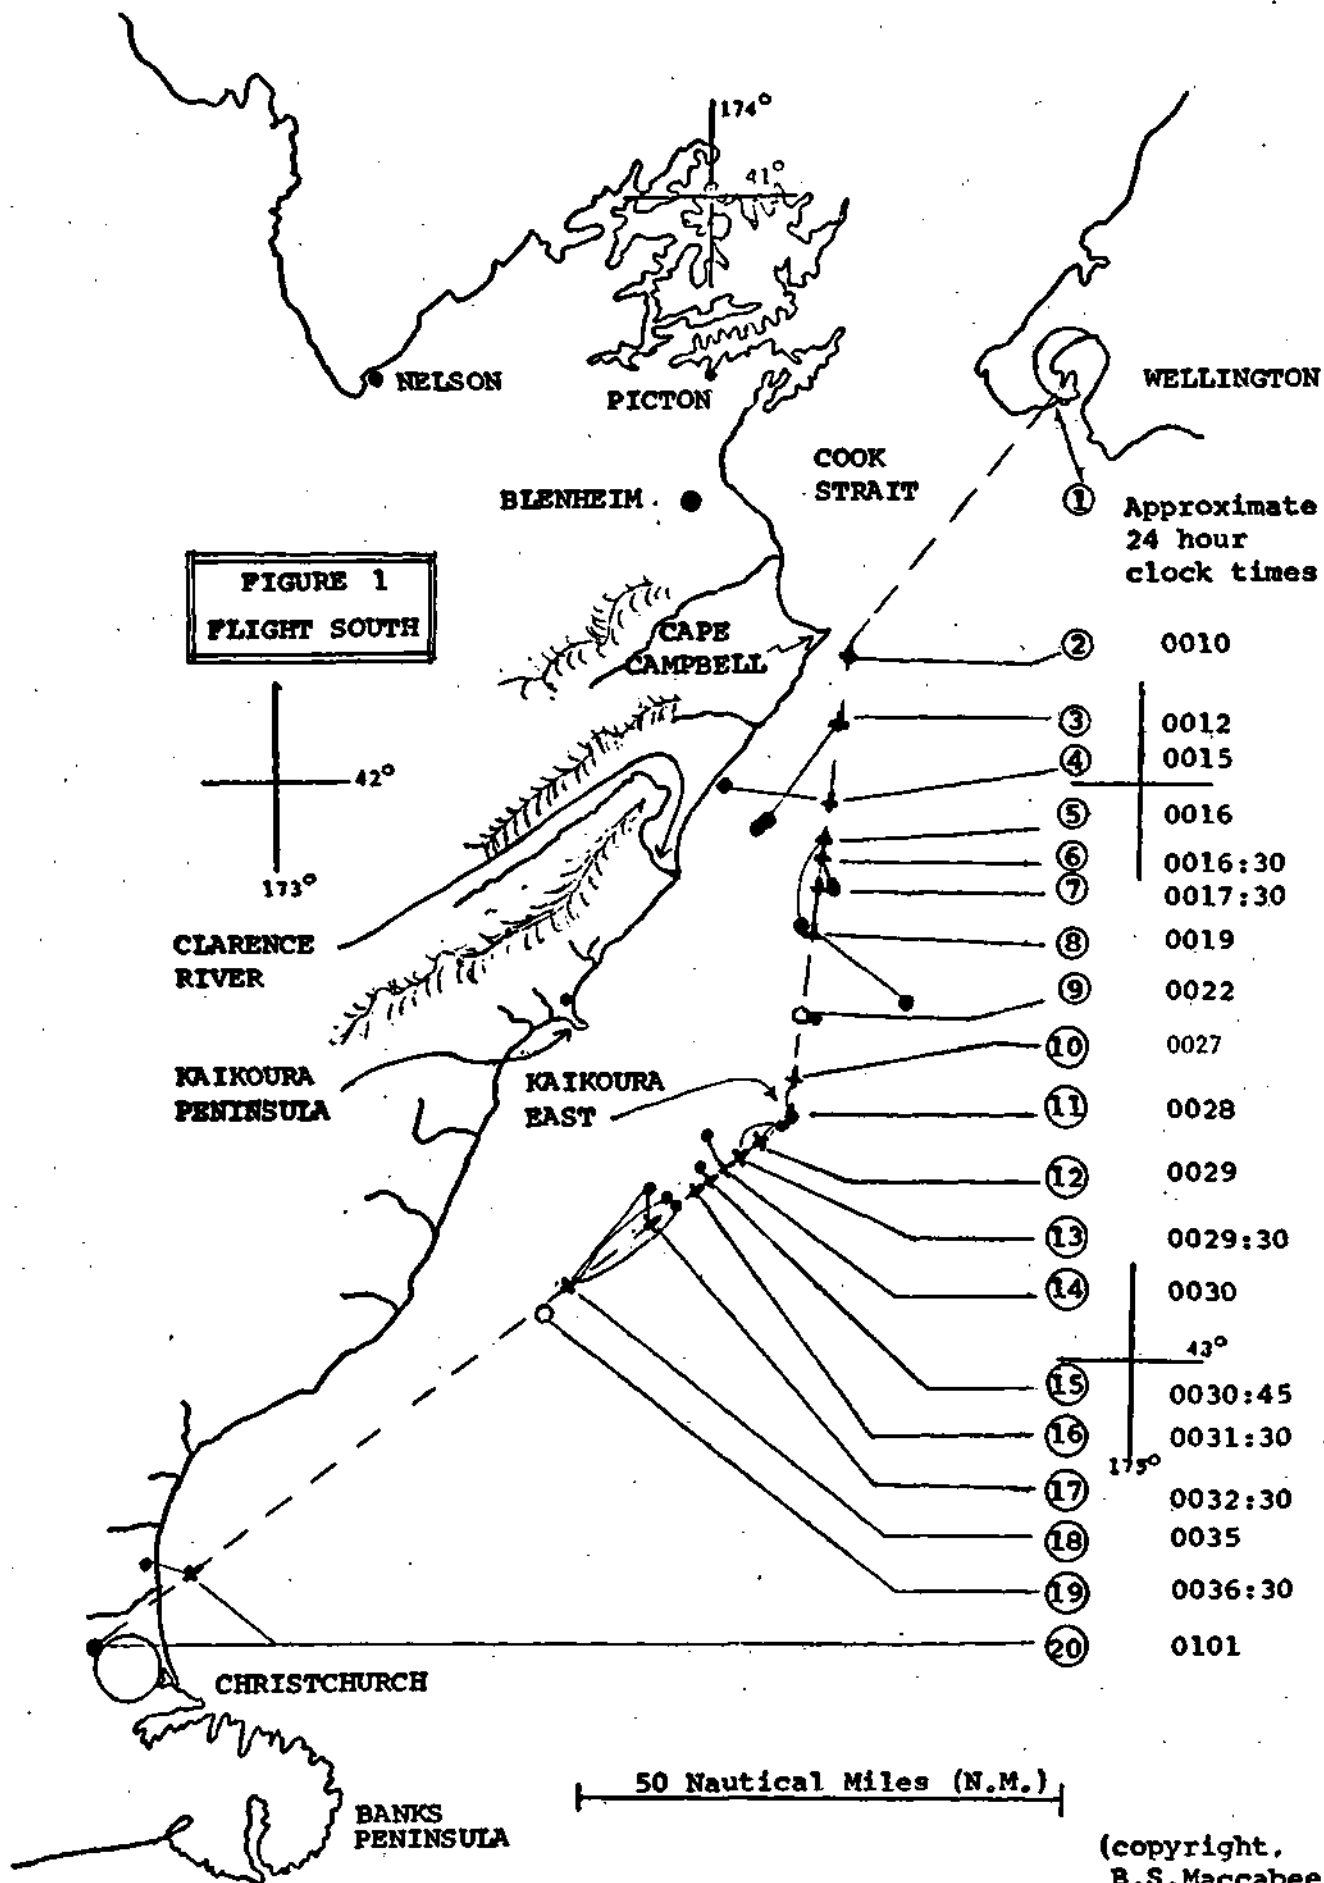 174°
41°
NELSON
PICTON
WELLINGTON
COOK
STRAIT
BLENHEIM
① Approximate
24 hour
clock times
FIGURE 1
FLIGHT SOUTH
CAPE
CAMPBELL
② 0010
③ 0012
④ 0015
42°
173°
⑤ 0016
⑥ 0016:30
⑦ 0017:30
CLARENCE
RIVER
⑧ 0019
⑨ 0022
⑩ 0027
KAIKOURA
PENINSULA
KAIKOURA
EAST
⑪ 0028
⑫ 0029
⑬ 0029:30
⑭ 0030
43°
⑮ 0030:45
⑯ 0031:30
175°
⑰ 0032:30
⑱ 0035
⑲ 0036:30
⑳ 0101
CHRISTCHURCH
50 Nautical Miles (N.M.)
BANKS
PENINSULA
(copyright,
B.S.Maccabee